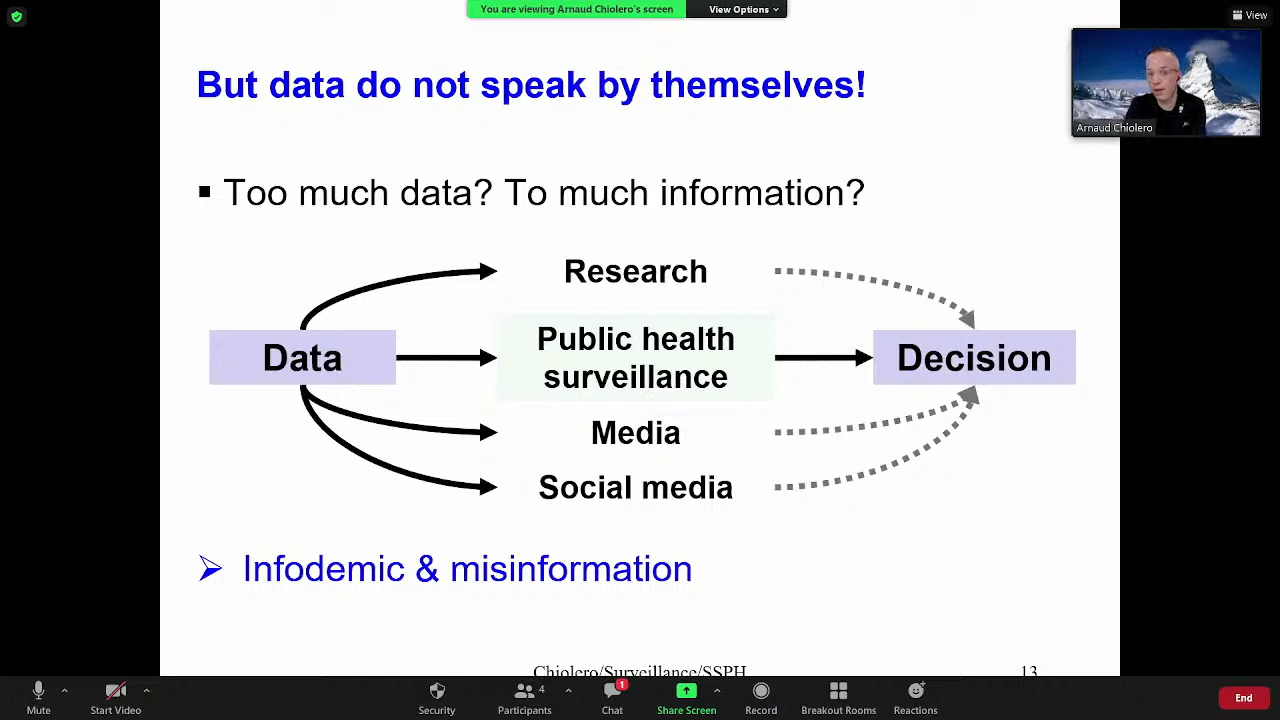 You are viewing Arnaud Chiolero's screen
View Options
View
But data do not speak by themselves!
Arnaud Chiolero
Too much data? To much information?
Research
Data
Public health
surveillance
Decision
Media
Social media
Infodemic & misinformation
Chiolero/Surveillance/SSPH
13
Mute
Start Video
Security
4
Participants
1
Chat
Share Screen
Record
Breakout Rooms
Reactions
End